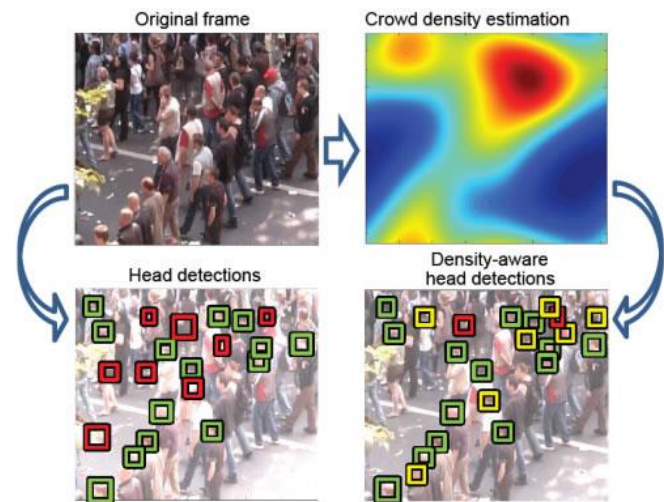 Original frame
Crowd density estimation
Head detections
Density-aware
head detections